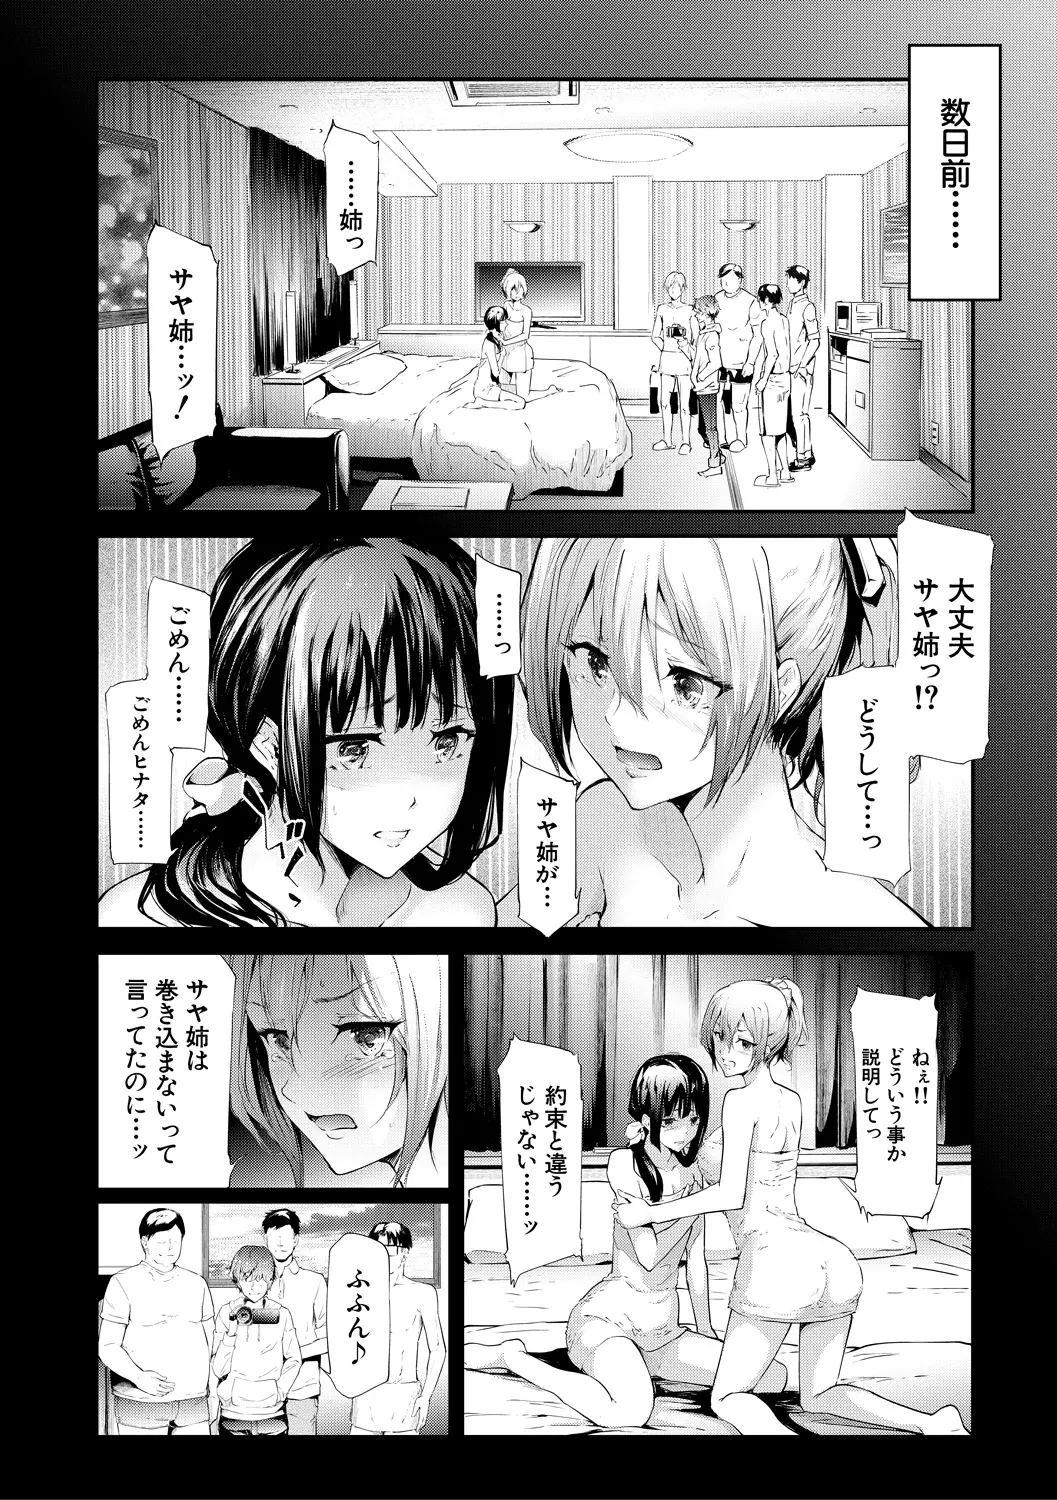 数日前……
……姉っ
サヤ姉…ッ！
大丈夫
サヤ姉っ!?
どうして…っ
……っ
サヤ姉が…
ごめん……
ごめんヒナタ……
ねぇ!!
どういう事か
説明してっ
約束と違う
じゃない……ッ
サヤ姉は
巻き込まないって
言ってたのに…ッ
ふふん♪